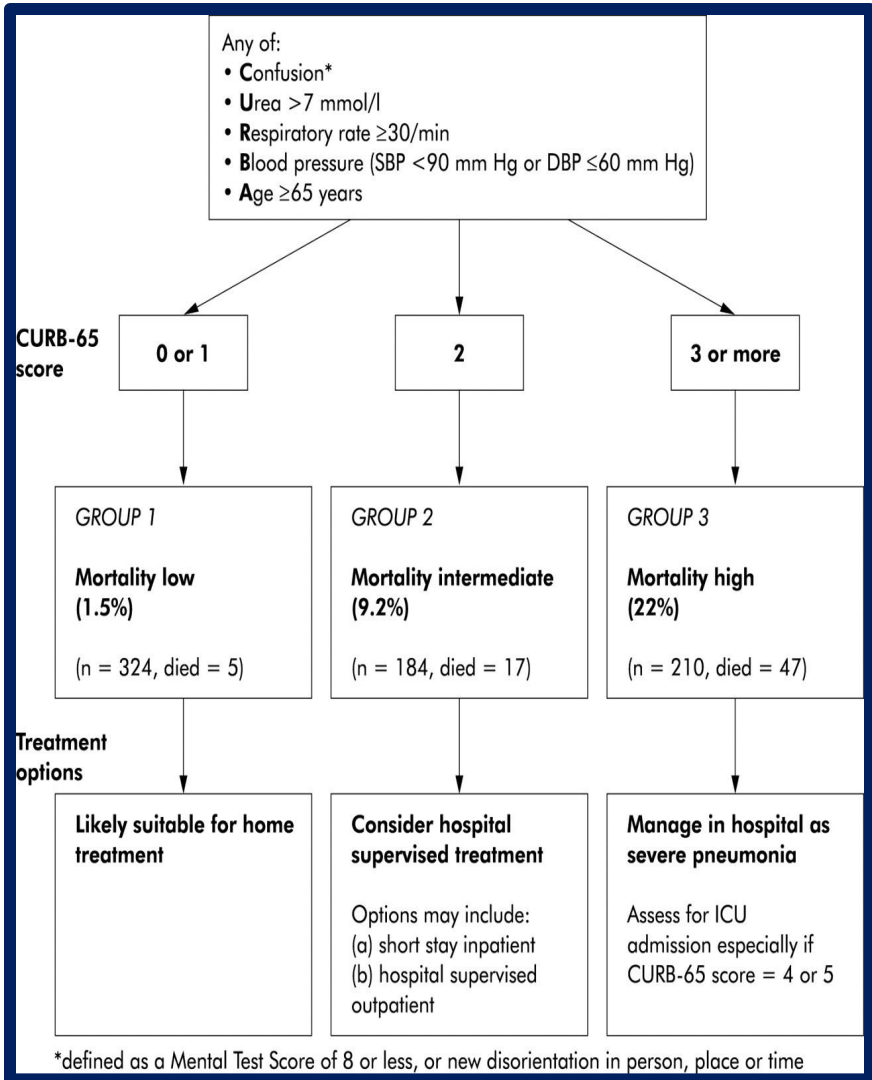 Any of:
• Confusion*
• Urea >7 mmol/l
• Respiratory rate ≥30/min
• Blood pressure (SBP <90 mm Hg or DBP ≤60 mm Hg)
• Age ≥65 years
CURB-65
score
0 or 1
2
3 or more
GROUP 1
Mortality low
(1.5%)
(n = 324, died = 5)
GROUP 2
Mortality intermediate
(9.2%)
(n = 184, died = 17)
GROUP 3
Mortality high
(22%)
(n = 210, died = 47)
Treatment
options
Likely suitable for home
treatment
Consider hospital
supervised treatment
Options may include:
(a) short stay inpatient
(b) hospital supervised
outpatient
Manage in hospital as
severe pneumonia
Assess for ICU
admission especially if
CURB-65 score = 4 or 5
*defined as a Mental Test Score of 8 or less, or new disorientation in person, place or time